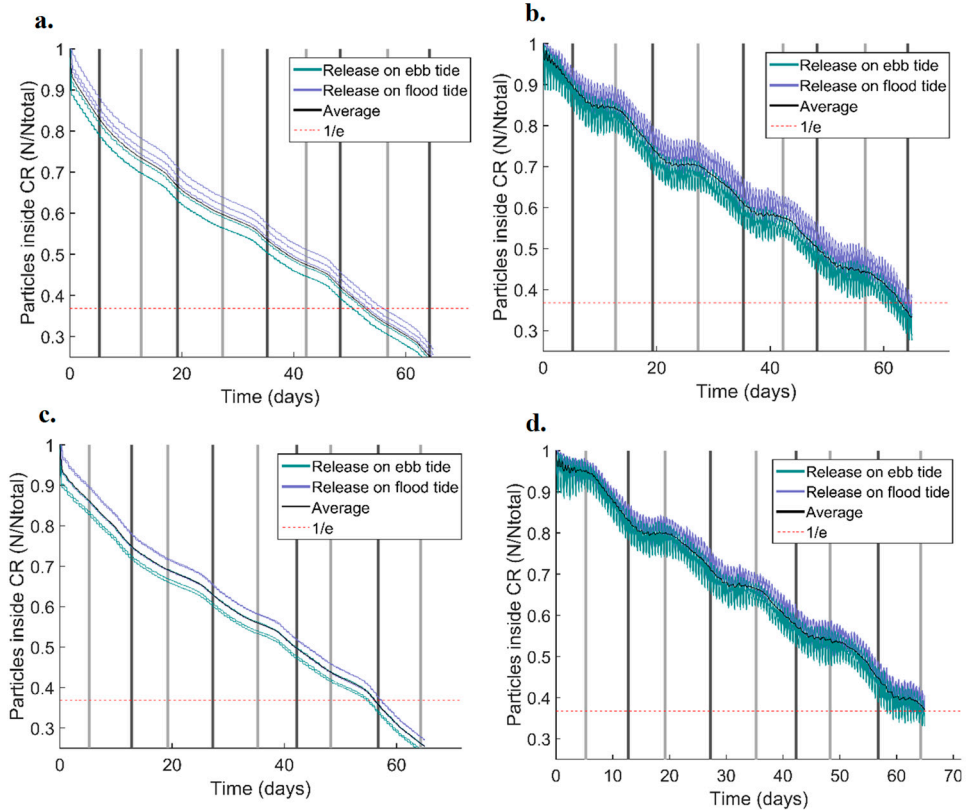 a.
Particles inside CR (N/Ntotal)
1
0.9
0.8
0.7
0.6
0.5
0.4
0.3
0
20
40
60
Time (days)
Release on ebb tide
Release on flood tide
Average
1/e
b.
Particles inside CR (N/Ntotal)
1
0.9
0.8
0.7
0.6
0.5
0.4
0.3
0
20
40
60
Time (days)
Release on ebb tide
Release on flood tide
Average
1/e
c.
Particles inside CR (N/Ntotal)
1
0.9
0.8
0.7
0.6
0.5
0.4
0.3
0
20
40
60
Time (days)
Release on ebb tide
Release on flood tide
Average
1/e
d.
Particles inside CR (N/Ntotal)
1
0.9
0.8
0.7
0.6
0.5
0.4
0.3
0
10
20
30
40
50
60
70
Time (days)
Release on ebb tide
Release on flood tide
Average
1/e